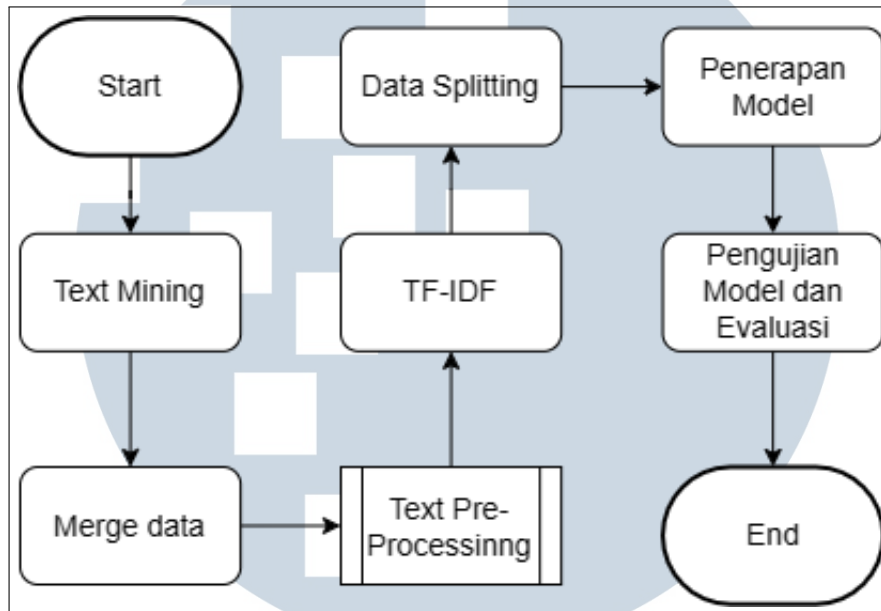 Start
Text Mining
Merge data
Text Pre-
Processinng
TF-IDF
Data Splitting
Penerapan
Model
Pengujian
Model dan
Evaluasi
End